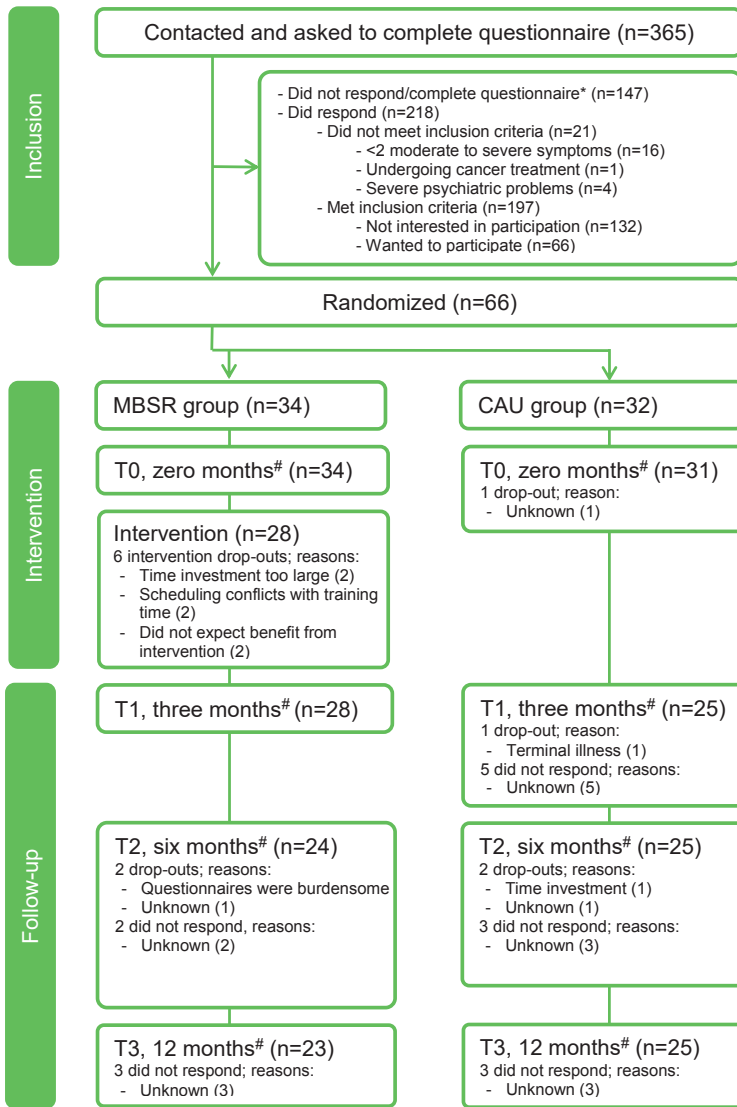 Contacted and asked to complete questionnaire (n=365)
Inclusion
- Did not respond/complete questionnaire* (n=147)
- Did respond (n=218)
- Did not meet inclusion criteria (n=21)
- <2 moderate to severe symptoms (n=16)
- Undergoing cancer treatment (n=1)
- Severe psychiatric problems (n=4)
- Met inclusion criteria (n=197)
- Not interested in participation (n=132)
- Wanted to participate (n=66)
Randomized (n=66)
Intervention
MBSR group (n=34)
CAU group (n=32)
T0, zero months# (n=34)
T0, zero months# (n=31)
1 drop-out; reason:
- Unknown (1)
Intervention (n=28)
6 intervention drop-outs; reasons:
- Time investment too large (2)
- Scheduling conflicts with training
time (2)
- Did not expect benefit from
intervention (2)
Follow-up
T1, three months# (n=28)
T1, three months# (n=25)
1 drop-out; reason:
- Terminal illness (1)
5 did not respond; reasons:
- Unknown (5)
T2, six months# (n=24)
2 drop-outs; reasons:
- Questionnaires were burdensome
- Unknown (1)
2 did not respond, reasons:
- Unknown (2)
T2, six months# (n=25)
2 drop-outs; reasons:
- Time investment (1)
- Unknown (1)
3 did not respond; reasons:
- Unknown (3)
T3, 12 months# (n=23)
3 did not respond; reasons:
- Unknown (3)
T3, 12 months# (n=25)
3 did not respond; reasons:
- Unknown (3)